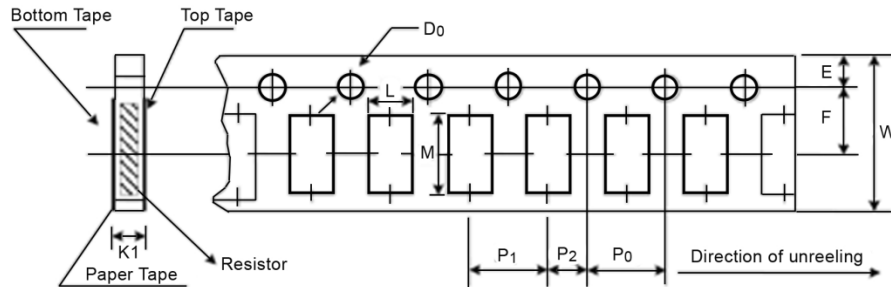 Bottom Tape
Top Tape
D0
E
L
F
W
M
K1
P1
P2
P0
Direction of unreeling
Resistor
Paper Tape